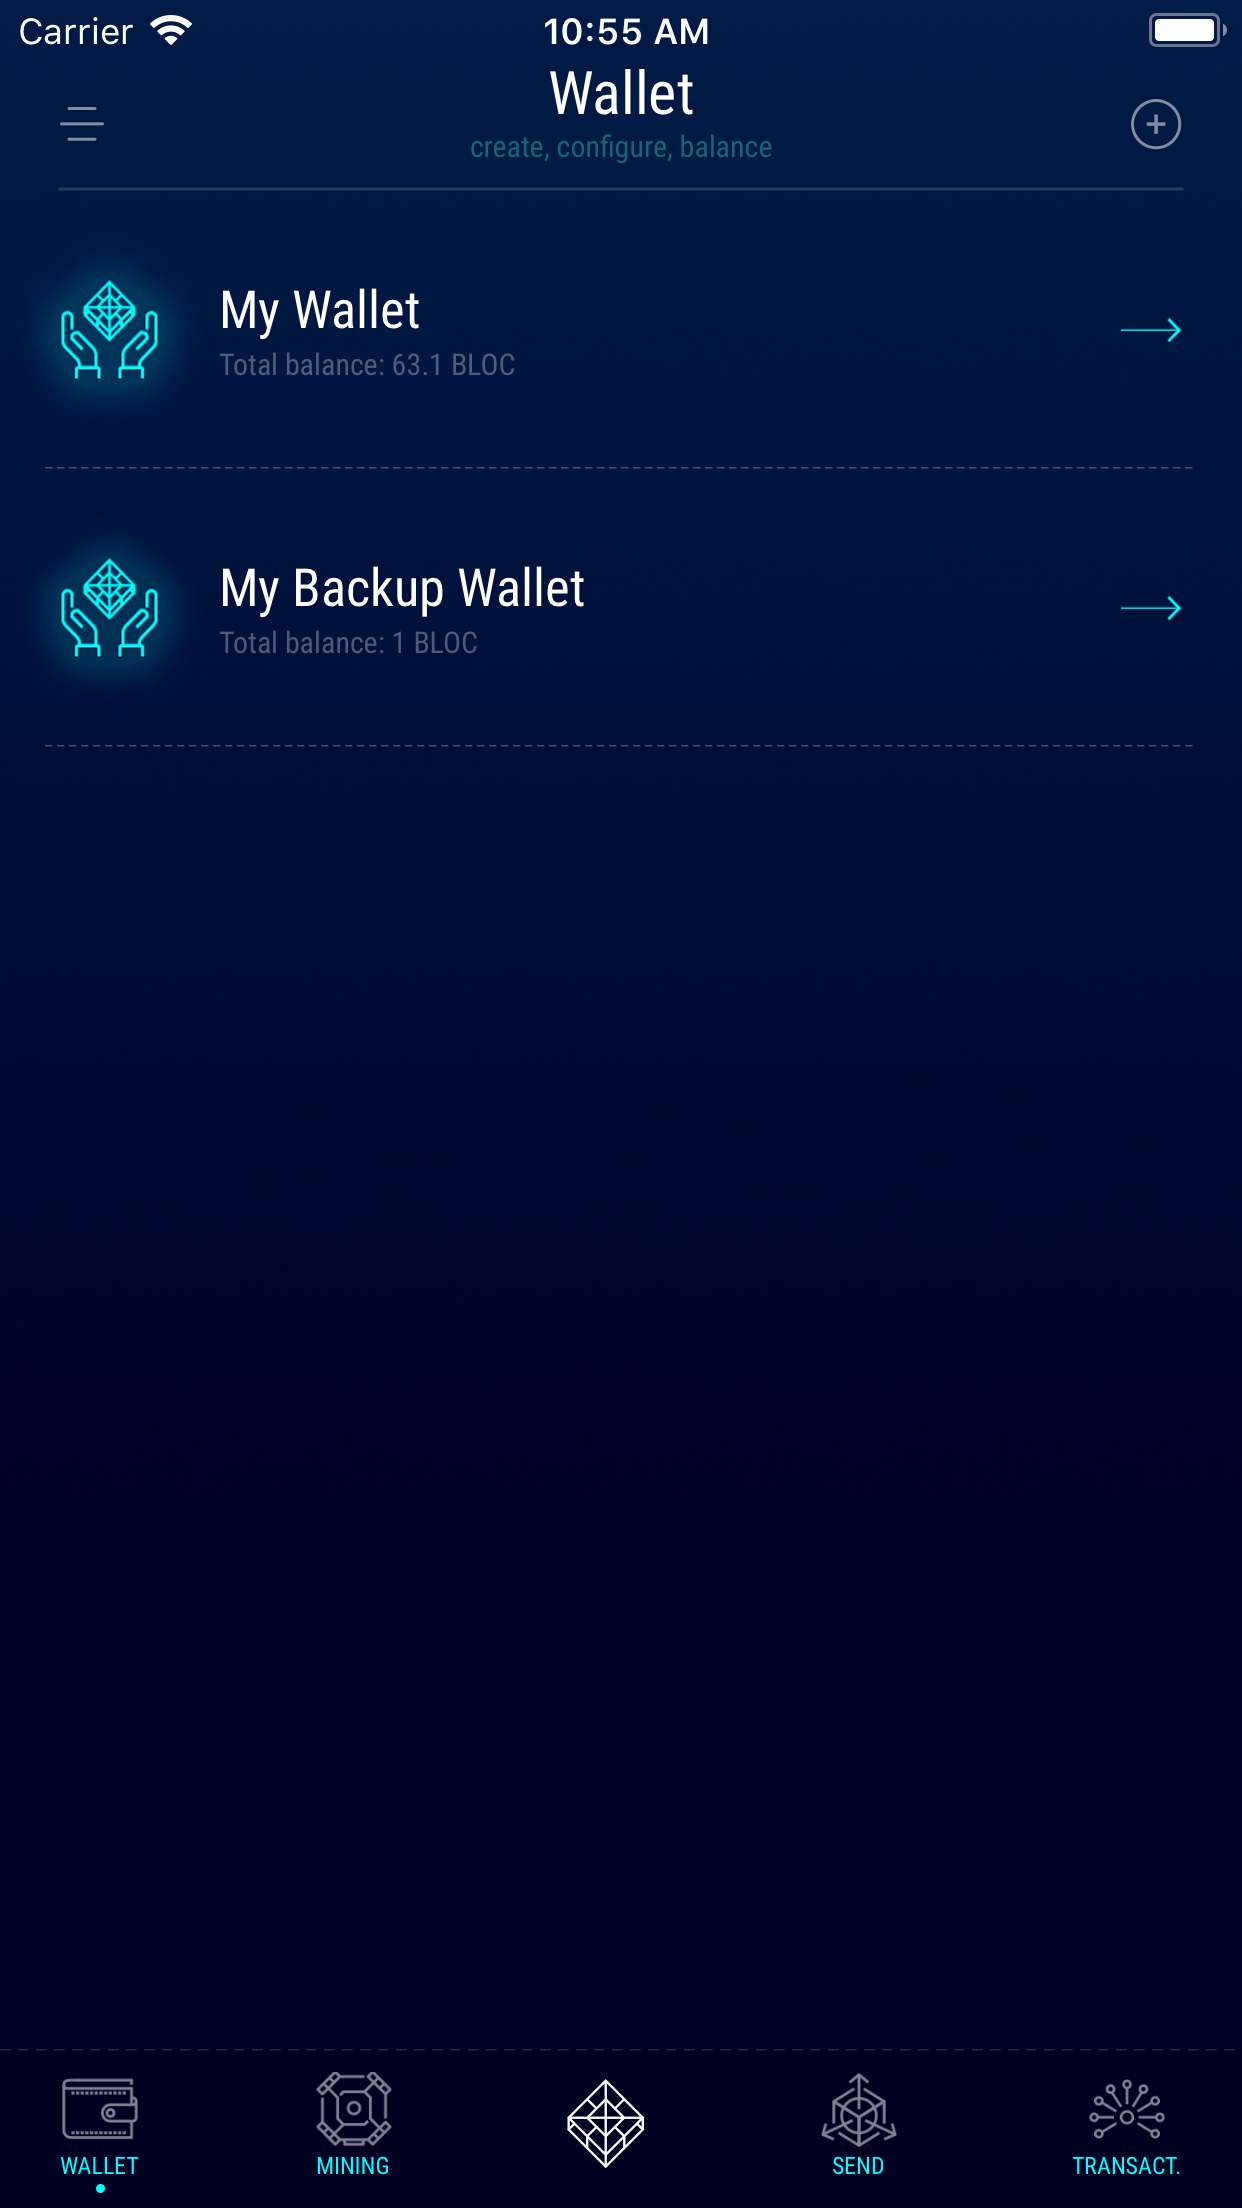 Carrier 10:55 AM
Wallet
create, configure, balance
My Wallet
Total balance: 63.1 BLOC
My Backup Wallet
Total balance: 1 BLOC
WALLET MINING SEND TRANSACT.